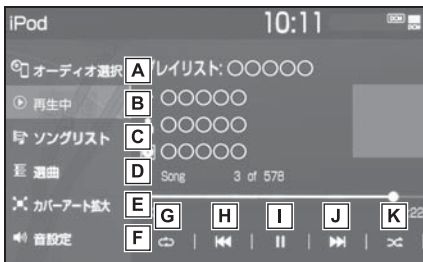 iPod
10:11
DCM
オーディオ選択
A
レイリスト: ○○○○○
再生中
B
○○○○○
ソングリスト
C
○○○○○
○○○○○
選曲
D
Song 3 of 578
カバーアート拡大
E
:22
音設定
F
G
H
I
J
K